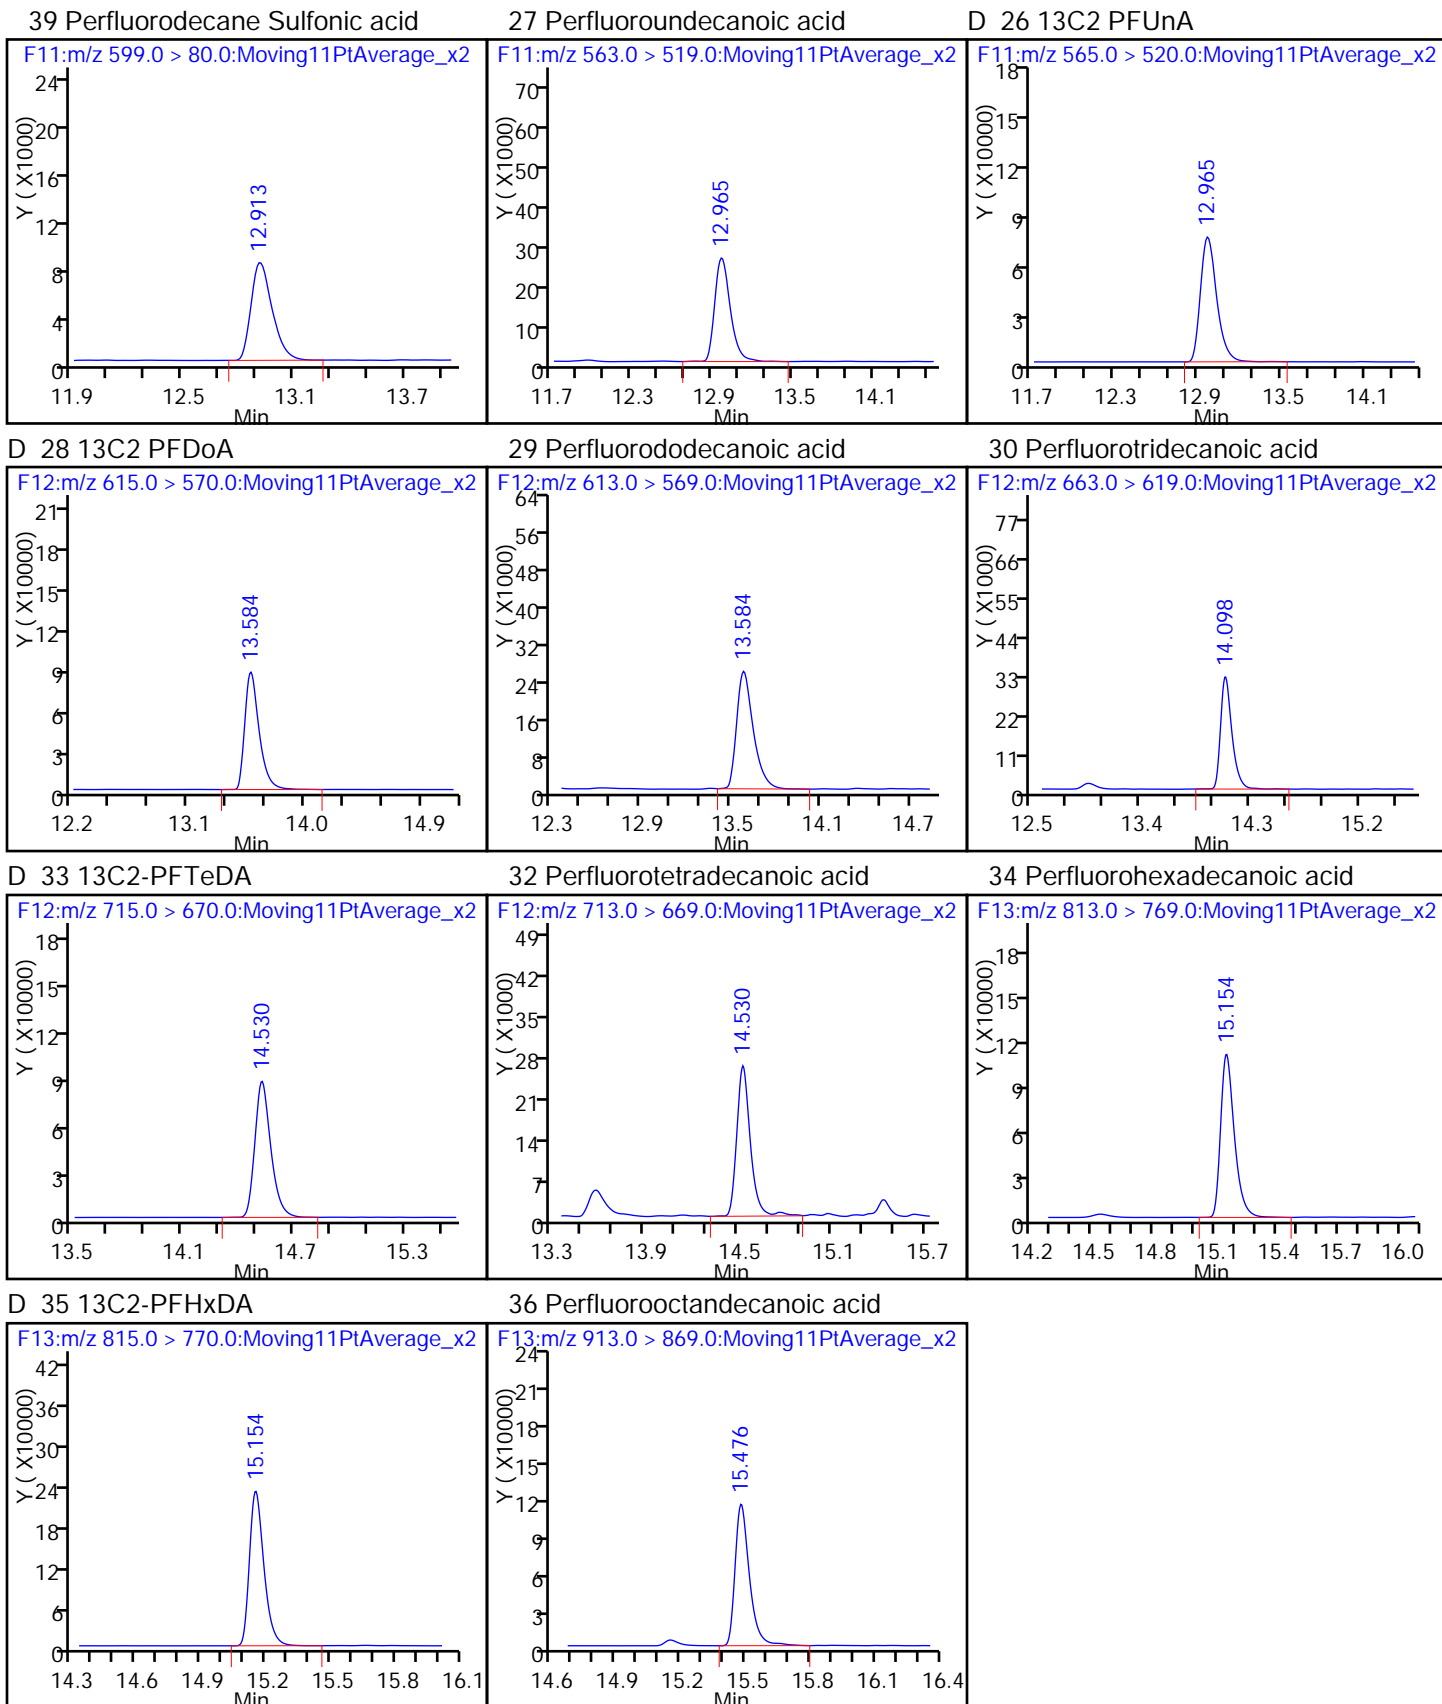 39 Perfluorodecane Sulfonic acid
F11:m/z 599.0 > 80.0:Moving11PtAverage_x2
Y ( X10000)
24
20
16
12
8
4
0
12.913
11.9 12.5 13.1 13.7
Min
27 Perfluoroundecanoic acid
F11:m/z 563.0 > 519.0:Moving11PtAverage_x2
Y ( X1000)
70
60
50
40
30
20
10
0
12.965
11.7 12.3 12.9 13.5 14.1
Min
D 26 13C2 PFUnA
F11:m/z 565.0 > 520.0:Moving11PtAverage_x2
Y ( X10000)
18
15
12
9
6
3
0
12.965
11.7 12.3 12.9 13.5 14.1
Min
D 28 13C2 PFDoA
F12:m/z 615.0 > 570.0:Moving11PtAverage_x2
Y ( X10000)
21
18
15
12
9
6
3
0
13.584
12.2 13.1 14.0 14.9
Min
29 Perfluorododecanoic acid
F12:m/z 613.0 > 569.0:Moving11PtAverage_x2
Y ( X1000)
64
56
48
40
32
24
16
8
0
13.584
12.3 12.9 13.5 14.1 14.7
Min
30 Perfluorotridecanoic acid
F12:m/z 663.0 > 619.0:Moving11PtAverage_x2
Y ( X1000)
77
66
55
44
33
22
11
0
14.098
12.5 13.4 14.3 15.2
Min
D 33 13C2-PFTeDA
F12:m/z 715.0 > 670.0:Moving11PtAverage_x2
Y ( X10000)
18
15
12
9
6
3
0
14.530
13.5 14.1 14.7 15.3
Min
32 Perfluorotetradecanoic acid
F12:m/z 713.0 > 669.0:Moving11PtAverage_x2
Y ( X1000)
49
42
35
28
21
14
7
0
14.530
13.3 13.9 14.5 15.1 15.7
Min
34 Perfluorohexadecanoic acid
F13:m/z 813.0 > 769.0:Moving11PtAverage_x2
Y ( X10000)
18
15
12
9
6
3
0
15.154
14.2 14.5 14.8 15.1 15.4 15.7 16.0
Min
D 35 13C2-PFHxDA
F13:m/z 815.0 > 770.0:Moving11PtAverage_x2
Y ( X10000)
42
36
30
24
18
12
6
0
15.154
14.3 14.6 14.9 15.2 15.5 15.8 16.1
Min
36 Perfluorooctandecanoic acid
F13:m/z 913.0 > 869.0:Moving11PtAverage_x2
Y ( X10000)
24
21
18
15
12
9
6
3
0
15.476
14.6 14.9 15.2 15.5 15.8 16.1 16.4
Min